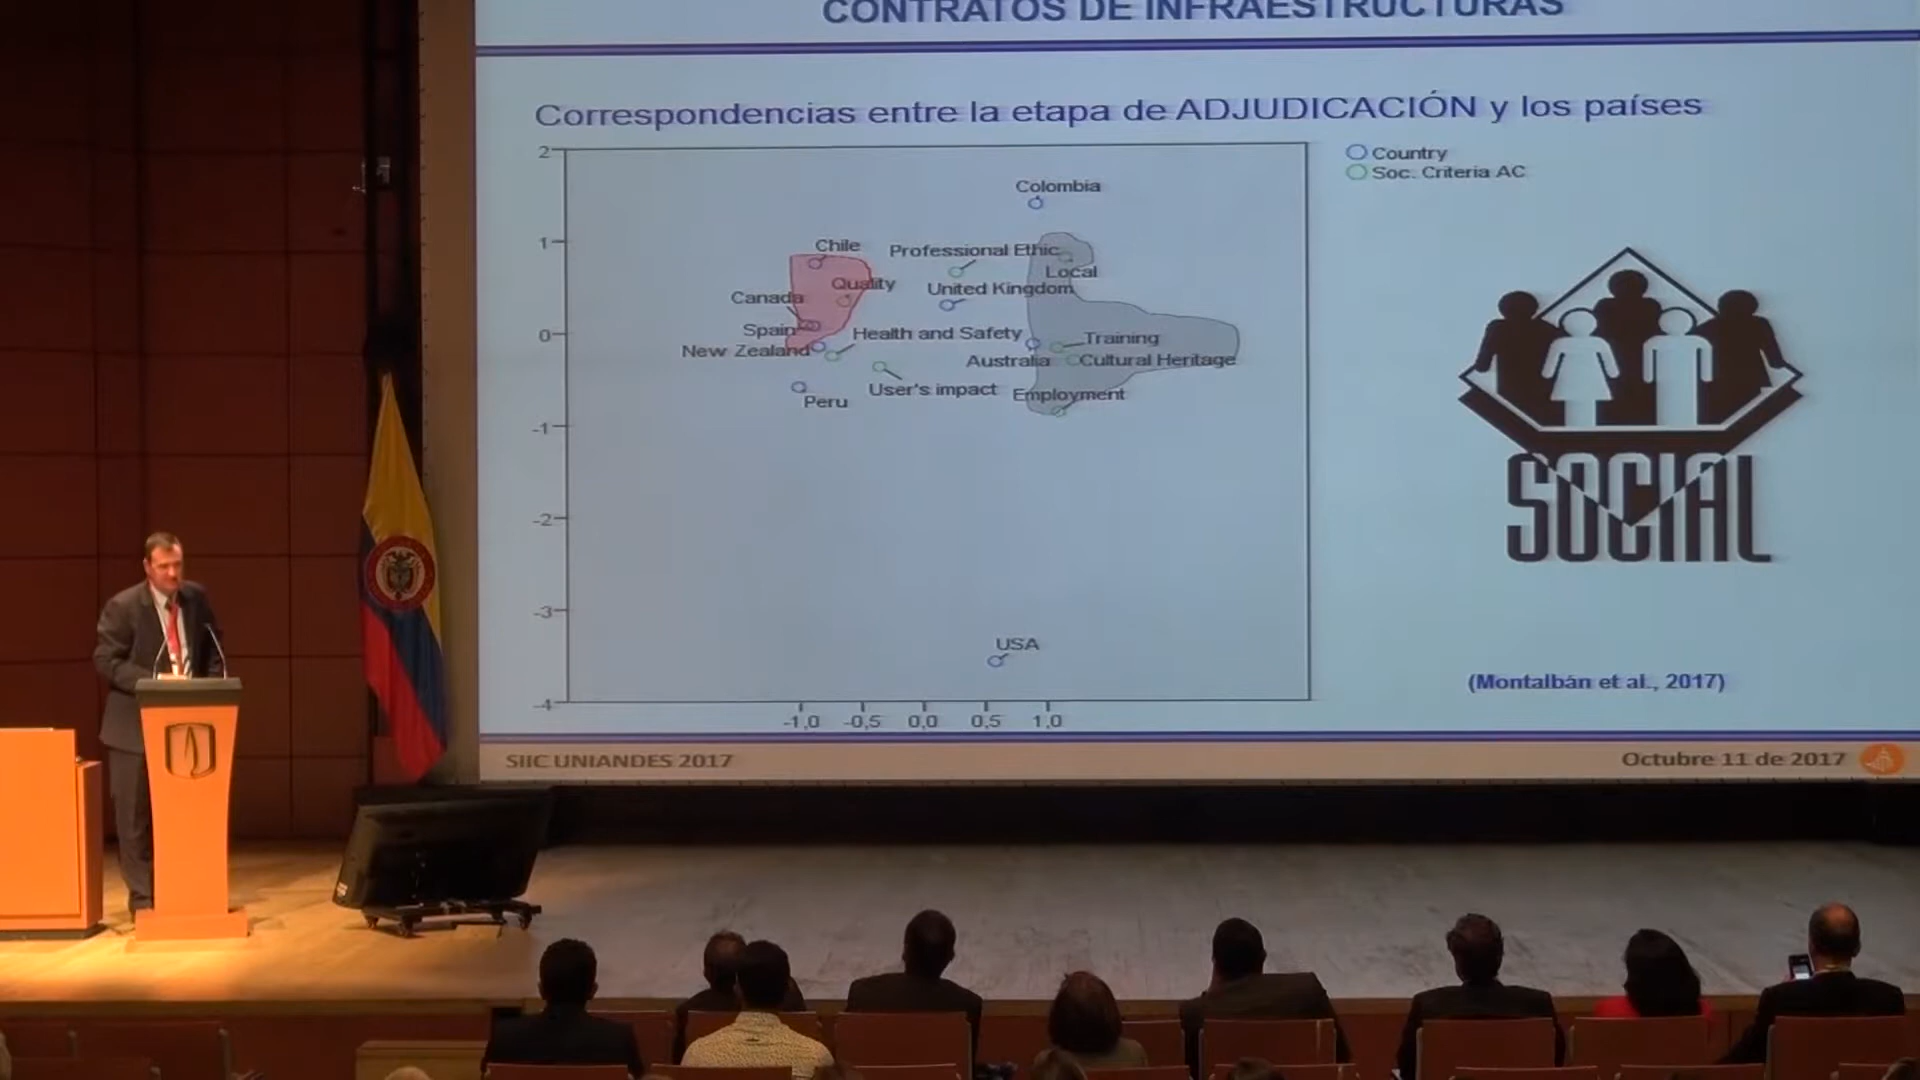 CONTRATOS DE INFRAESTRUCTURAS
Correspondencias entre la etapa de ADJUDICACIÓN y los países
Country
Soc. Criteria AC
2
1
0
-1
-2
-3
-4
Colombia
Chile
Professional Ethic
Local
Quality
United Kingdom
Canada
Spain
Health and Safety
Training
New Zealand
Australia
Cultural Heritage
User's impact
Employment
Peru
USA
-1,0 -0,5 0,0 0,5 1,0
SOCIAL
(Montalbán et al., 2017)
SIIC UNIANDES 2017
Octubre 11 de 2017